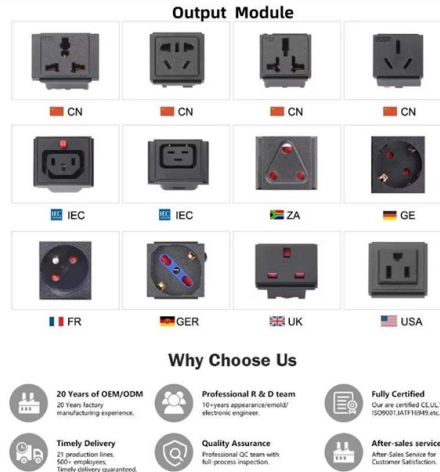 Output Module
CN
CN
CN
CN
IEC
IEC
IEC
IEC
ZA
GE
FR
GER
UK
USA
Why Choose Us
20 Years of OEM/ODM
20 Years factory
manufacturing experience.
Professional R & D team
10+years appearance/emold/
electronic engineer.
Fully Certified
Our are certified CE,UL,
ISO9001,IATF16949,etc.
Timely Delivery
21 production lines,
500+ employees,
Timely delivery guaranteed.
Quality Assurance
Professional QC team with
full-process inspection.
After-sales service
After-Sales Service for
Customer Satisfaction.